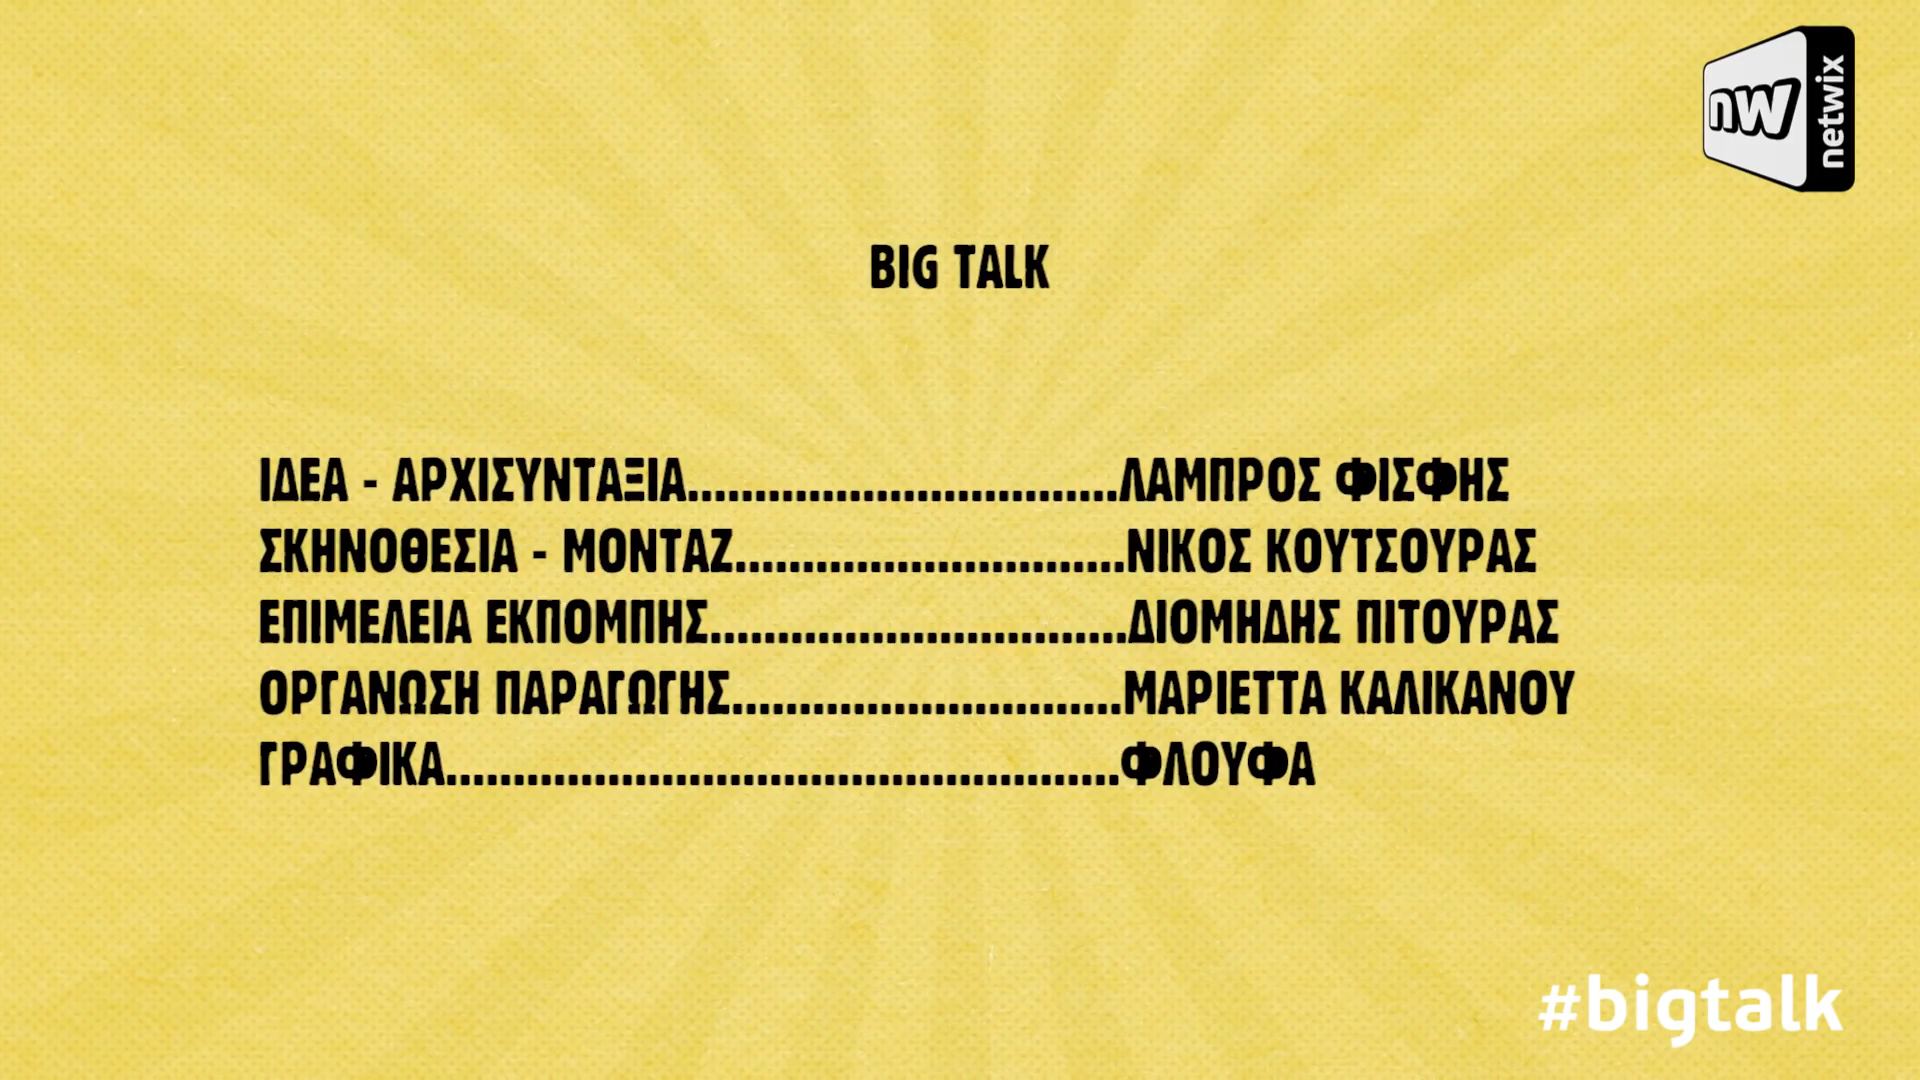 nw netwix
BIG TALK
ΙΔΕΑ - ΑΡΧΙΣΥΝΤΑΞΙΑ................................ΛΑΜΠΡΟΣ ΦΙΣΦΗΣ
ΣΚΗΝΟΘΕΣΙΑ - ΜΟΝΤΑΖ.............................ΝΙΚΟΣ ΚΟΥΤΣΟΥΡΑΣ
ΕΠΙΜΕΛΕΙΑ ΕΚΠΟΜΠΗΣ...............................ΔΙΟΜΗΔΗΣ ΠΙΤΟΥΡΑΣ
ΟΡΓΑΝΩΣΗ ΠΑΡΑΓΩΓΗΣ.............................ΜΑΡΙΕΤΤΑ ΚΑΛΙΚΑΝΟΥ
ΓΡΑΦΙΚΑ..................................................ΦΛΟΥΦΑ
#bigtalk